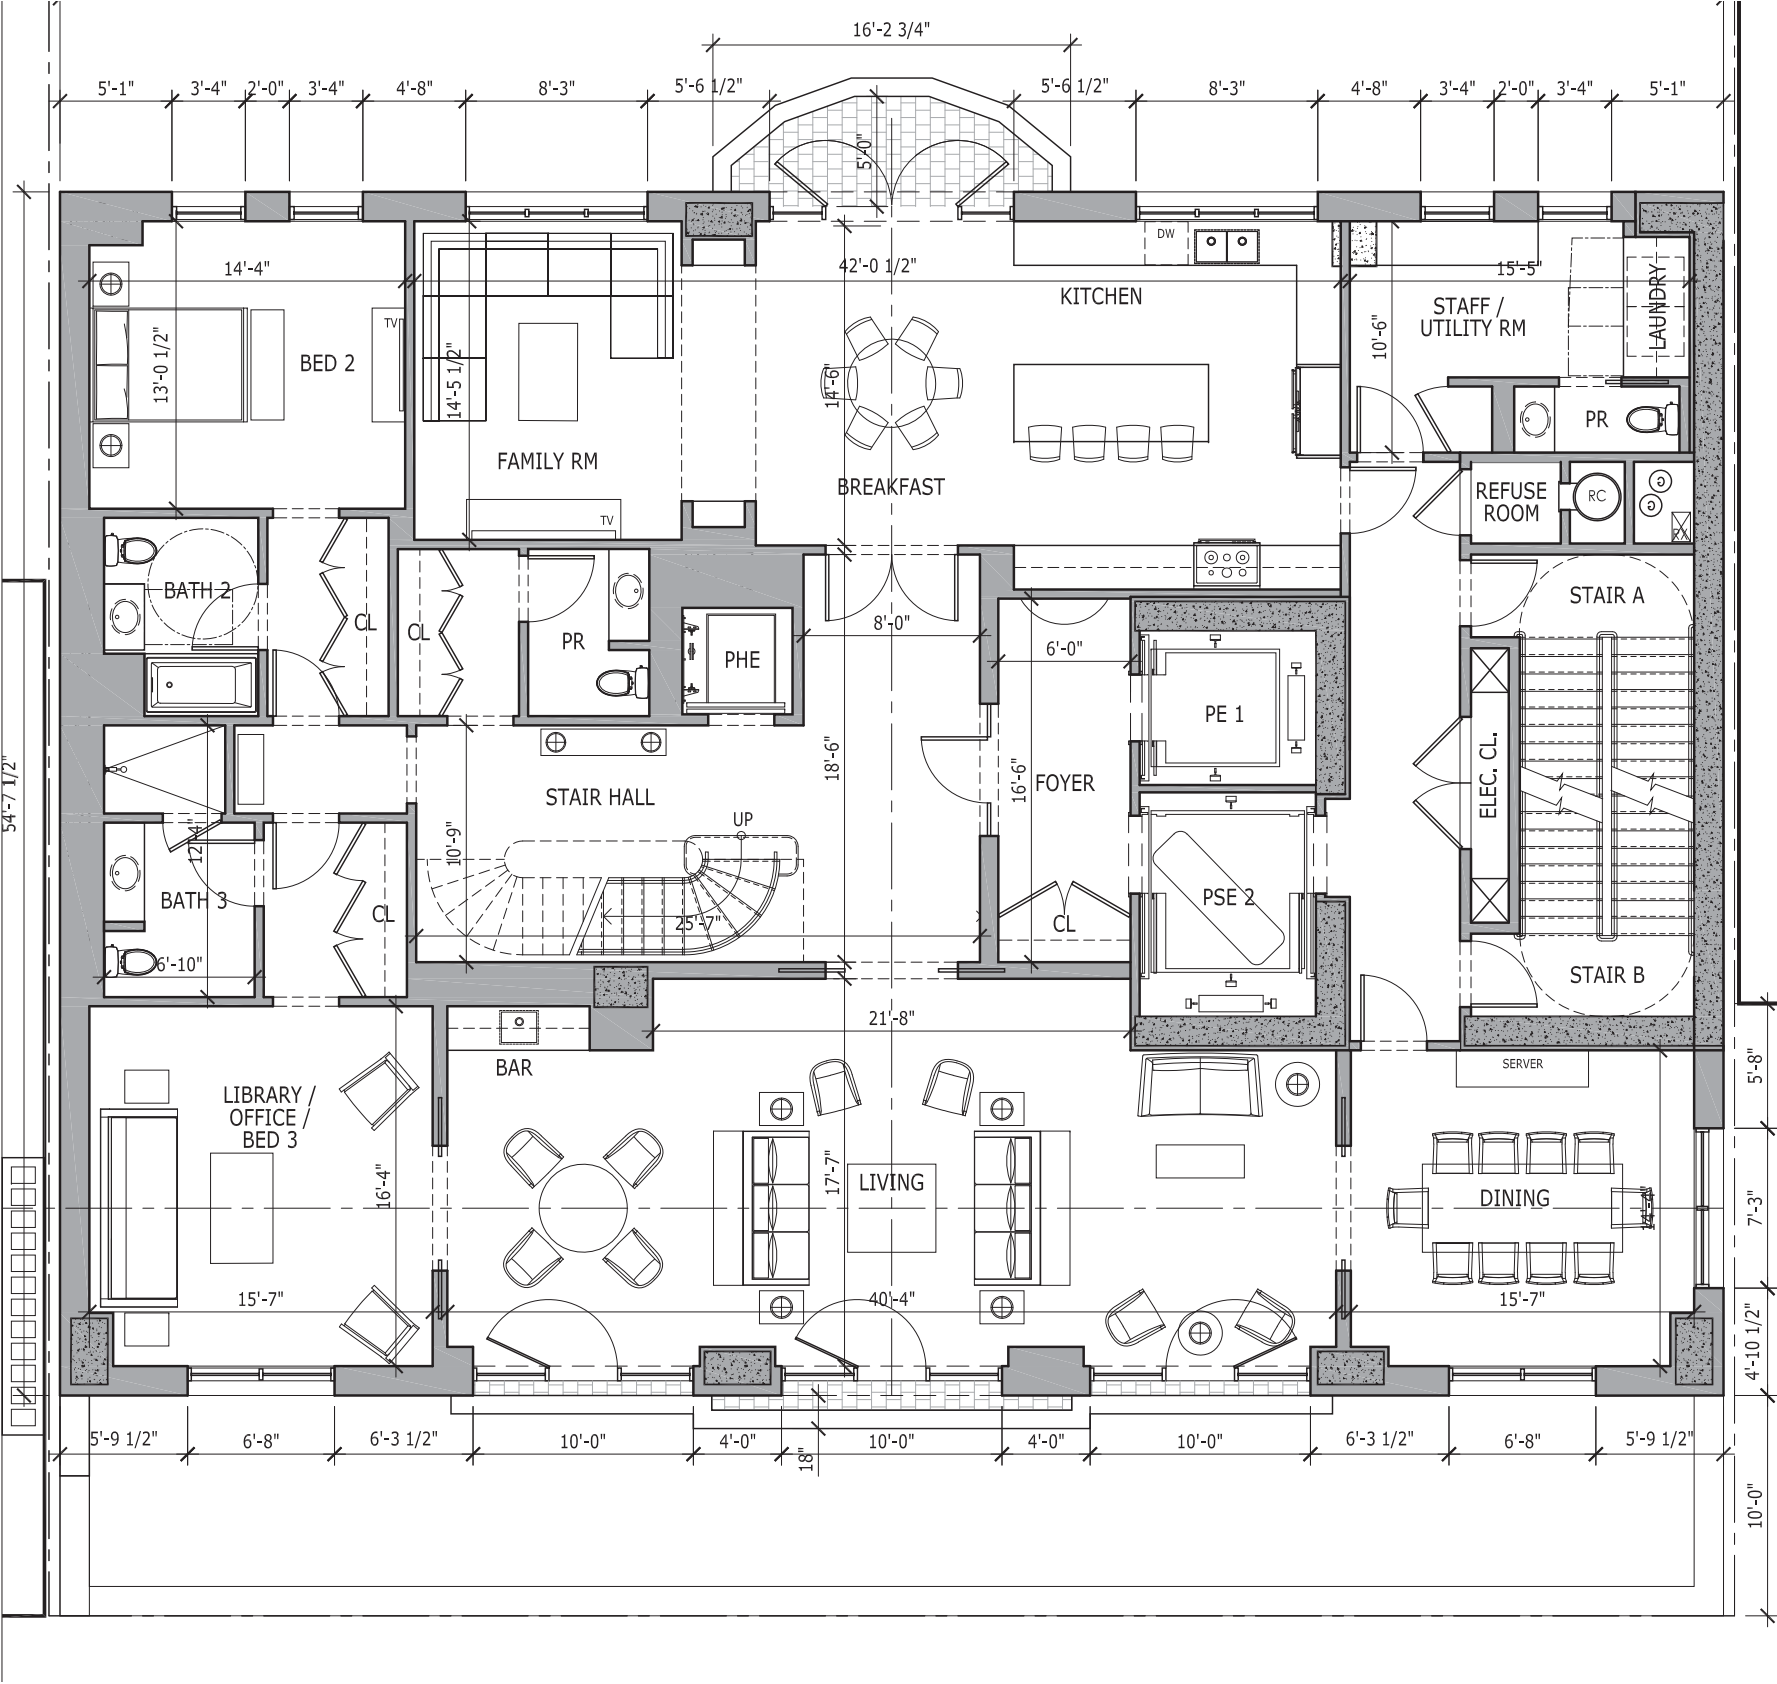 16'-2 3/4"
5'-1"
3'-4"
2'-0"
3'-4"
4'-8"
8'-3"
5'-6 1/2"
5'-6 1/2"
8'-3"
4'-8"
3'-4"
2'-0"
3'-4"
5'-1"
5'-0"
DW
14'-4"
42'-0 1/2"
15'-5"
KITCHEN
STAFF /
UTILITY RM
LAUNDRY
TV
10'-6"
13'-0 1/2"
BED 2
14'-5 1/2"
14'-6"
PR
FAMILY RM
BREAKFAST
REFUSE
ROOM
RC
G
G
RX
TV
BATH 2
CL
CL
PR
PHE
8'-0"
6'-0"
STAIR A
PE 1
54'-7 1/2"
18'-6"
16'-6"
FOYER
ELEC. CL.
STAIR HALL
UP
12'-4"
10'-9"
BATH 3
CL
25'-7"
CL
PSE 2
6'-10"
STAIR B
21'-8"
BAR
SERVER
5'-8"
LIBRARY /
OFFICE /
BED 3
16'-4"
17'-7"
LIVING
DINING
14'-4"
7'-3"
15'-7"
40'-4"
15'-7"
4'-10 1/2"
5'-9 1/2"
6'-8"
6'-3 1/2"
10'-0"
4'-0"
18"
10'-0"
4'-0"
10'-0"
6'-3 1/2"
6'-8"
5'-9 1/2"
10'-0"